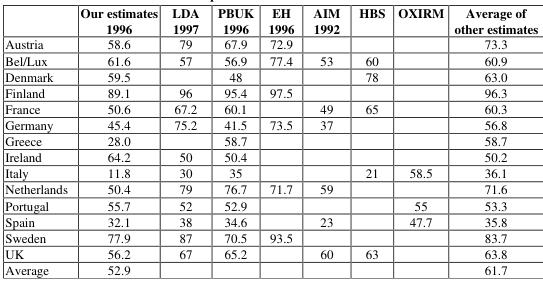 Our estimates 1996 LDA 1997 PBUK 1996 EH 1996 AIM 1992 HBS OXIRM Average of other estimates
Austria 58.6 79 67.9 72.9 73.3
Bel/Lux 61.6 57 56.9 77.4 53 60 60.9
Denmark 59.5 48 78 63.0
Finland 89.1 96 95.4 97.5 96.3
France 50.6 67.2 60.1 49 65 60.3
Germany 45.4 75.2 41.5 73.5 37 56.8
Greece 28.0 58.7 58.7
Ireland 64.2 50 50.4 50.2
Italy 11.8 30 35 21 58.5 36.1
Netherlands 50.4 79 76.7 71.7 59 71.6
Portugal 55.7 52 52.9 55 53.3
Spain 32.1 38 34.6 23 47.7 35.8
Sweden 77.9 87 70.5 93.5 83.7
UK 56.2 67 65.2 60 63 63.8
Average 52.9 61.7